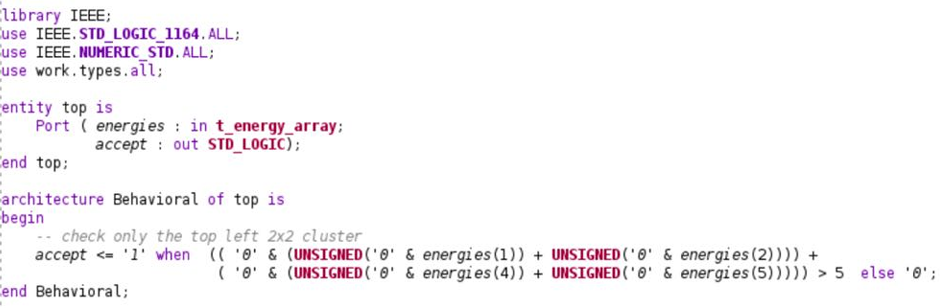 library IEEE;
use IEEE.STD_LOGIC_1164.ALL;
use IEEE.NUMERIC_STD.ALL;
use work.types.all;
entity top is
Port ( energies : in t_energy_array;
accept : out STD_LOGIC);
end top;
architecture Behavioral of top is
begin
-- check only the top left 2x2 cluster
accept <= '1' when (( '0' & (UNSIGNED('0' & energies(1)) + UNSIGNED('0' & energies(2)))) +
( '0' & (UNSIGNED('0' & energies(4)) + UNSIGNED('0' & energies(5))))) > 5 else '0';
end Behavioral;